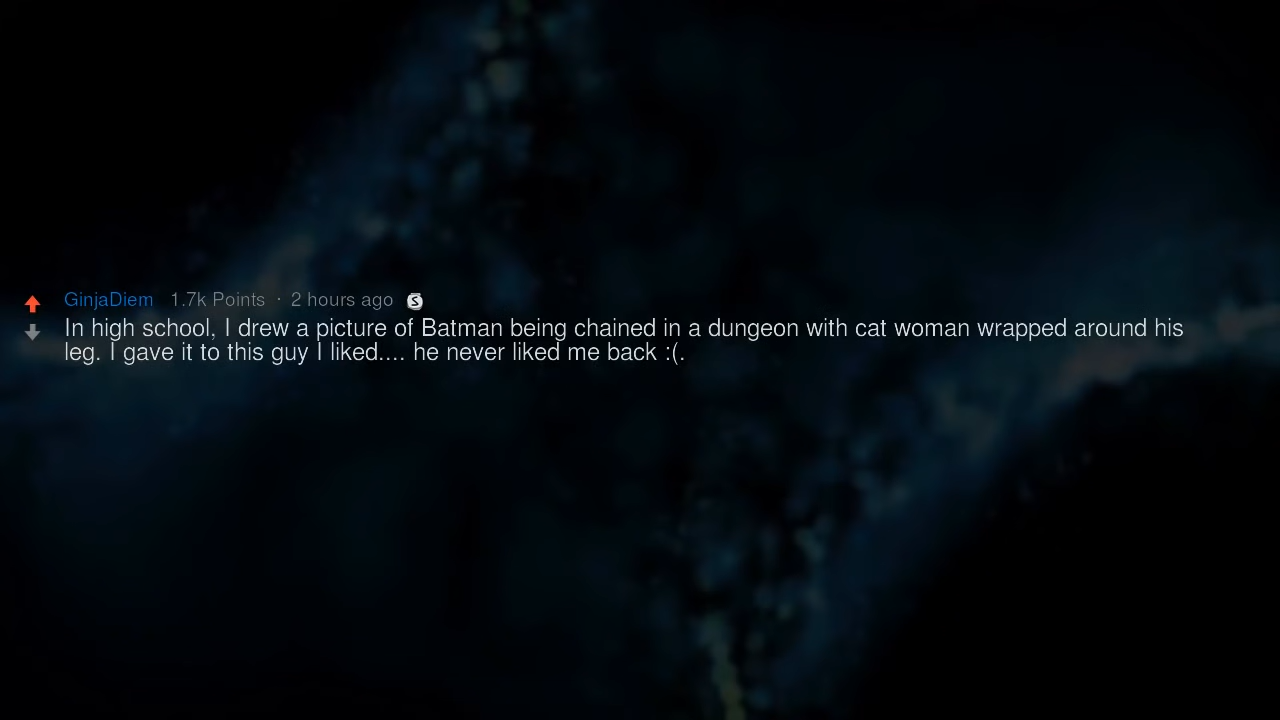 GinjaDiem 1.7k Points · 2 hours ago S
In high school, I drew a picture of Batman being chained in a dungeon with cat woman wrapped around his
leg. I gave it to this guy I liked.... he never liked me back :(.